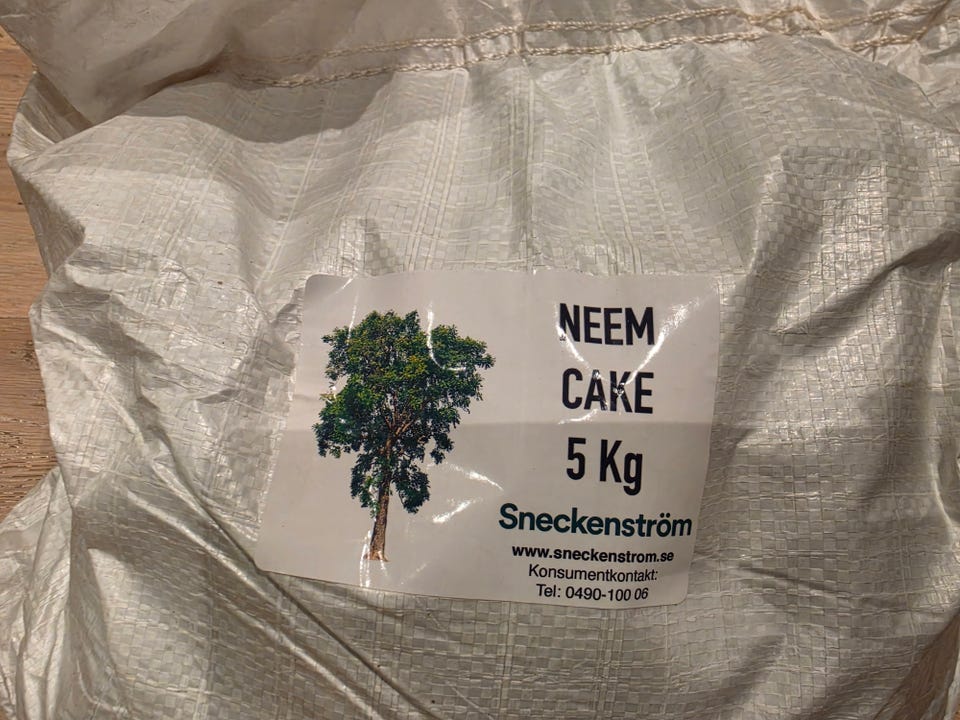 NEEM
CAKE
5 Kg
Sneckenström
www.sneckenstrom.se
Konsumentkontakt:
Tel: 0490-100 06